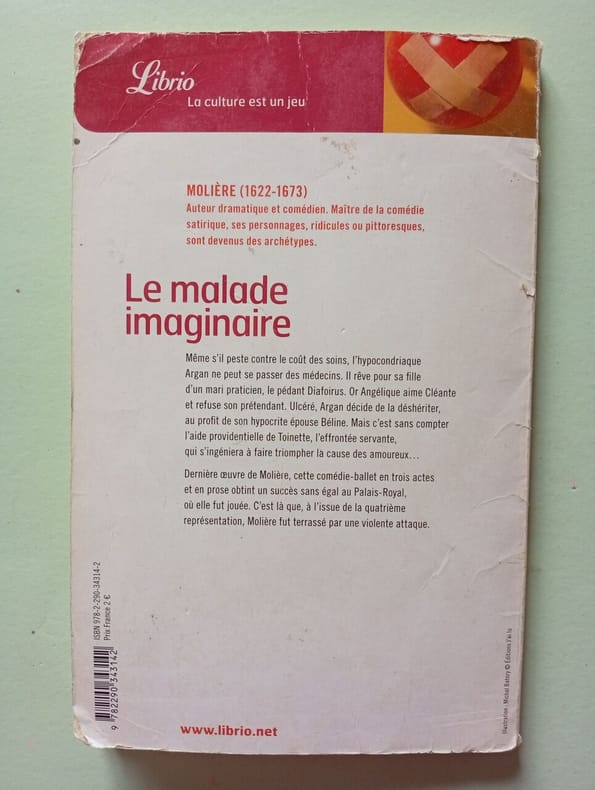 Librio
La culture est un jeu
MOLIÈRE (1622-1673)
Auteur dramatique et comédien. Maître de la comédie
satirique, ses personnages, ridicules ou pittoresques,
sont devenus des archétypes.
Le malade
imaginaire
Même s'il peste contre le coût des soins, l'hypocondriaque
Argan ne peut se passer des médecins. Il rêve pour sa fille
d'un mari praticien, le pédant Diafoirus. Or Angélique aime Cléante
et refuse son prétendant. Ulcéré, Argan décide de la déshériter,
au profit de son hypocrite épouse Béline. Mais c'est sans compter
l'aide providentielle de Toinette, l'effrontée servante,
qui s'ingéniera à faire triompher la cause des amoureux…
Dernière œuvre de Molière, cette comédie-ballet en trois actes
et en prose obtint un succès sans égal au Palais-Royal,
où elle fut jouée. C'est là que, à l'issue de la quatrième
représentation, Molière fut terrassé par une violente attaque.
ISBN 978-2-290-34314-2
Prix France 2 €
9 782290 343142
www.librio.net
Illustration : Michel Bettoy © Éditions J'ai lu